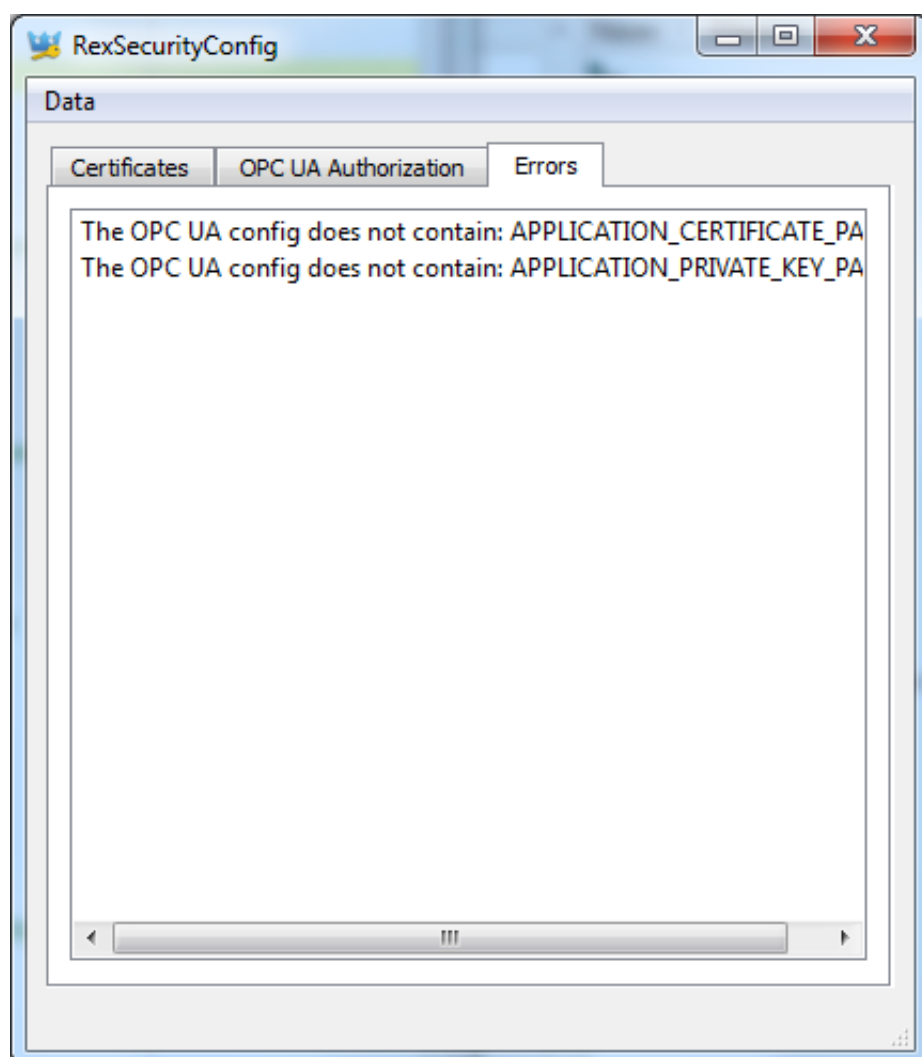 RexSecurityConfig
Data
Certificates
OPC UA Authorization
Errors
The OPC UA config does not contain: APPLICATION_CERTIFICATE_PA
The OPC UA config does not contain: APPLICATION_PRIVATE_KEY_PA